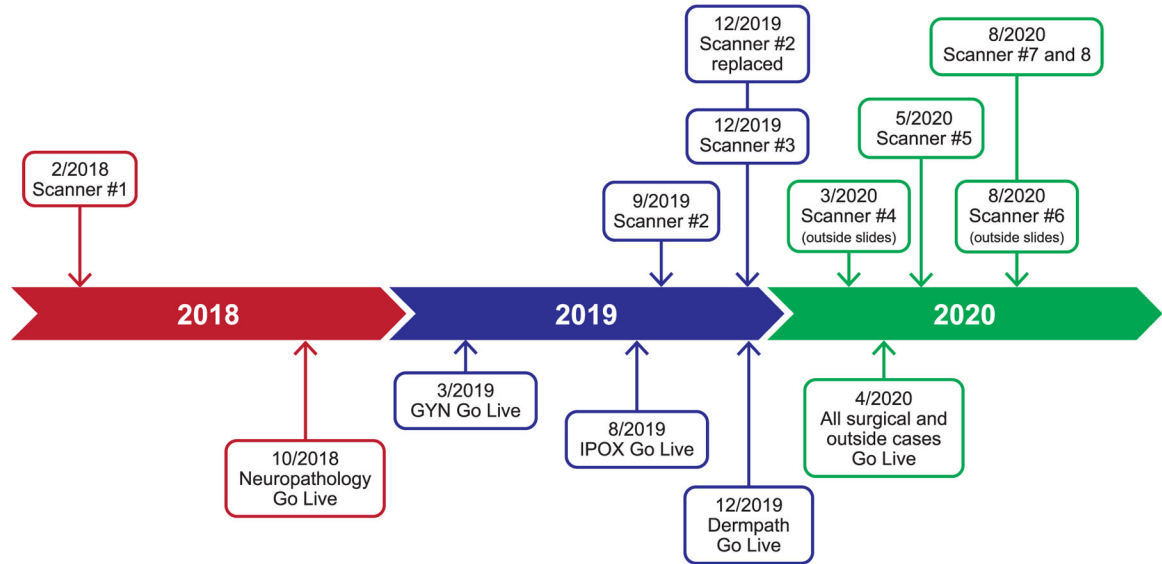 12/2019
Scanner #2
replaced
8/2020
Scanner #7 and 8
12/2019
Scanner #3
5/2020
Scanner #5
2/2018
Scanner #1
9/2019
Scanner #2
3/2020
Scanner #4
(outside slides)
8/2020
Scanner #6
(outside slides)
2018
2019
2020
3/2019
GYN Go Live
10/2018
Neuropathology
Go Live
8/2019
IPOX Go Live
12/2019
Dermpath
Go Live
4/2020
All surgical and
outside cases
Go Live